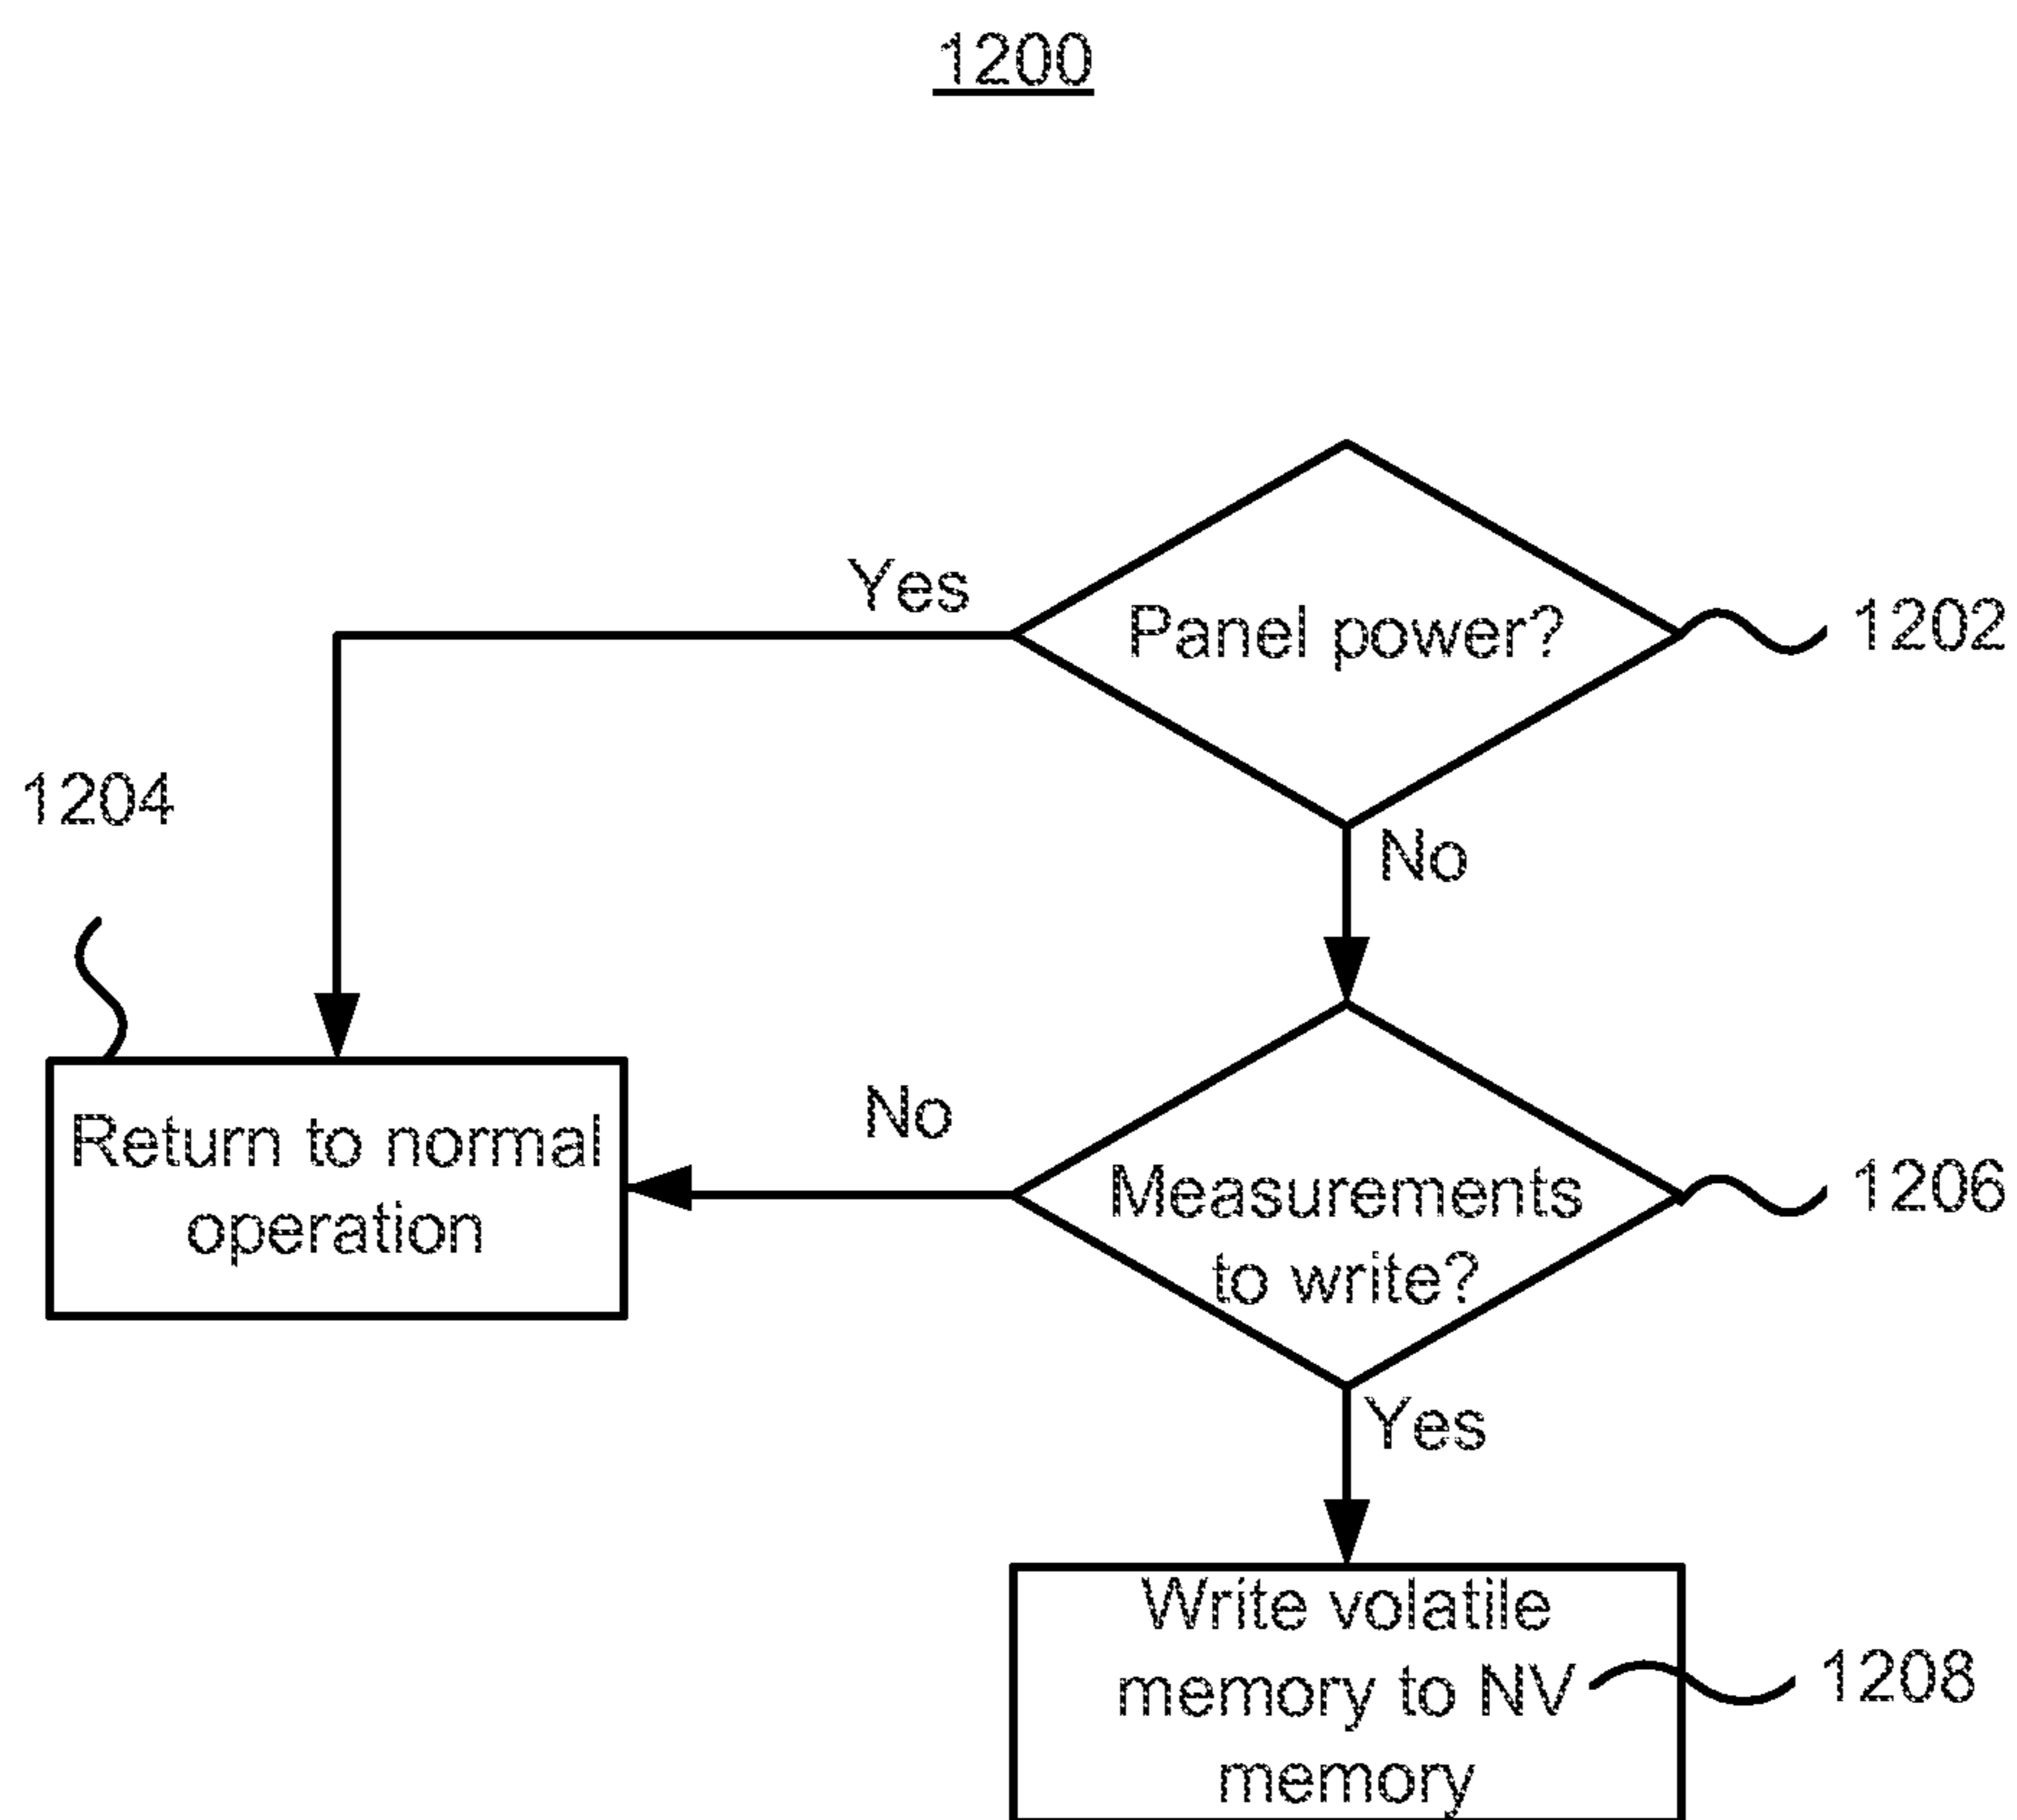 1200
Yes
Panel power?
1202
1204
No
Return to normal
operation
No
Measurements
to write?
1206
Yes
Write volatile
memory to NV
memory
1208